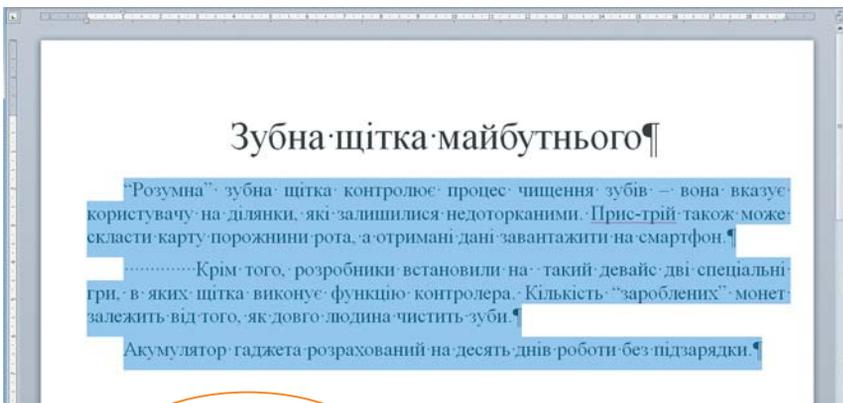 Зубна·щітка·майбутнього¶
“Розумна”· зубна· щітка· контролює· процес· чищення· зубів· –· вона· вказує·
користувачу·на·ділянки,·які·залишилися·недоторканими.·Прис-трій·також·може·
скласти·карту·порожнини·рота,·а·отримані·дані·завантажити·на·смартфон.¶
············Крім·того,·розробники·встановили·на··такий·девайс·дві·спеціальні·
гри,·в·яких·щітка·виконує·функцію·контролера.·Кількість·“зароблених”·монет·
залежить·від·того,·як·довго·людина·чистить·зуби.¶
Акумулятор·гаджета·розрахований·на·десять·днів·роботи·без·підзарядки.¶